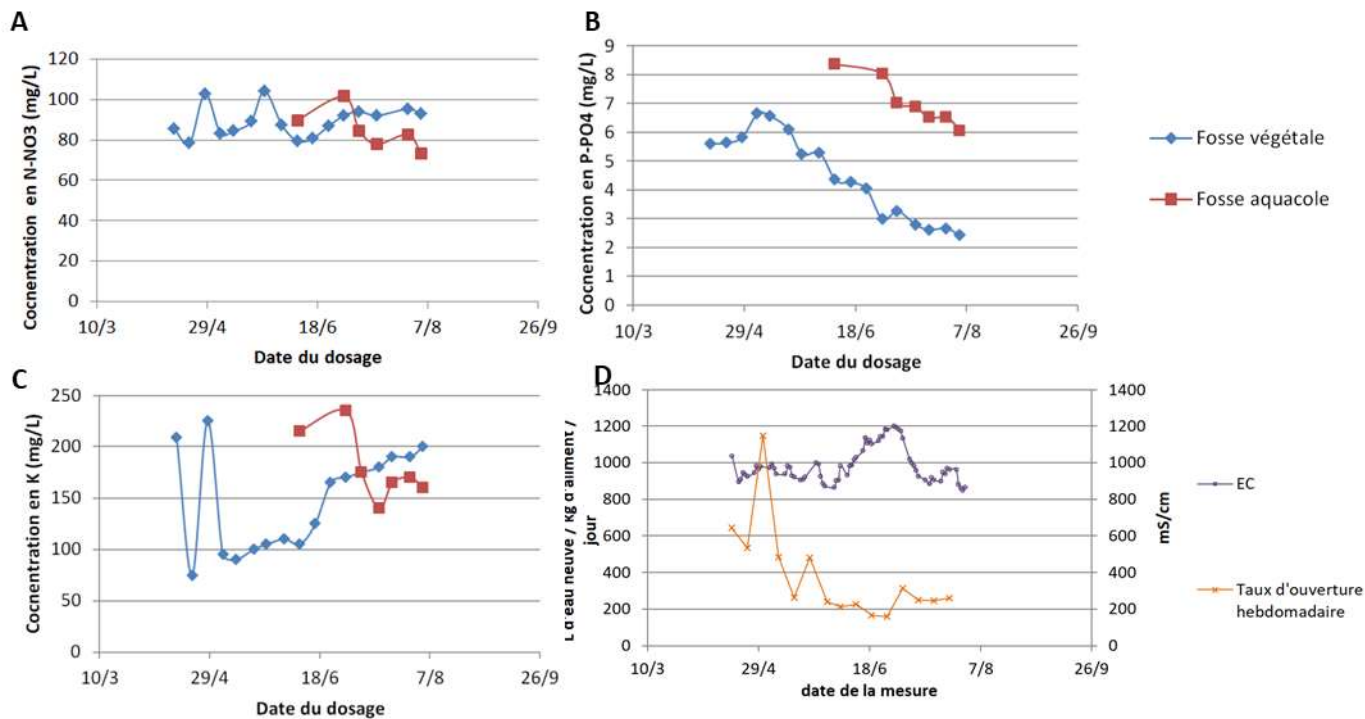 A
Cocnentration en N-NO3 (mg/L)
120
100
80
60
40
20
0
10/3 29/4 18/6 7/8 26/9
Date du dosage
B
Cocnentration en P-PO4 (mg/L)
9
8
7
6
5
4
3
2
1
0
10/3 29/4 18/6 7/8 26/9
Date du dosage
Fosse végétale
Fosse aquacole
C
Cocnentration en K (mg/L)
250
200
150
100
50
0
10/3 29/4 18/6 7/8 26/9
Date du dosage
D
L d'eau neuve / kg d'aliment /
jour
1400
1200
1000
800
600
400
200
0
10/3 29/4 18/6 7/8 26/9
date de la mesure
1400
1200
1000
800
600
400
200
0
mS/cm
EC
Taux d'ouverture
hebdomadaire